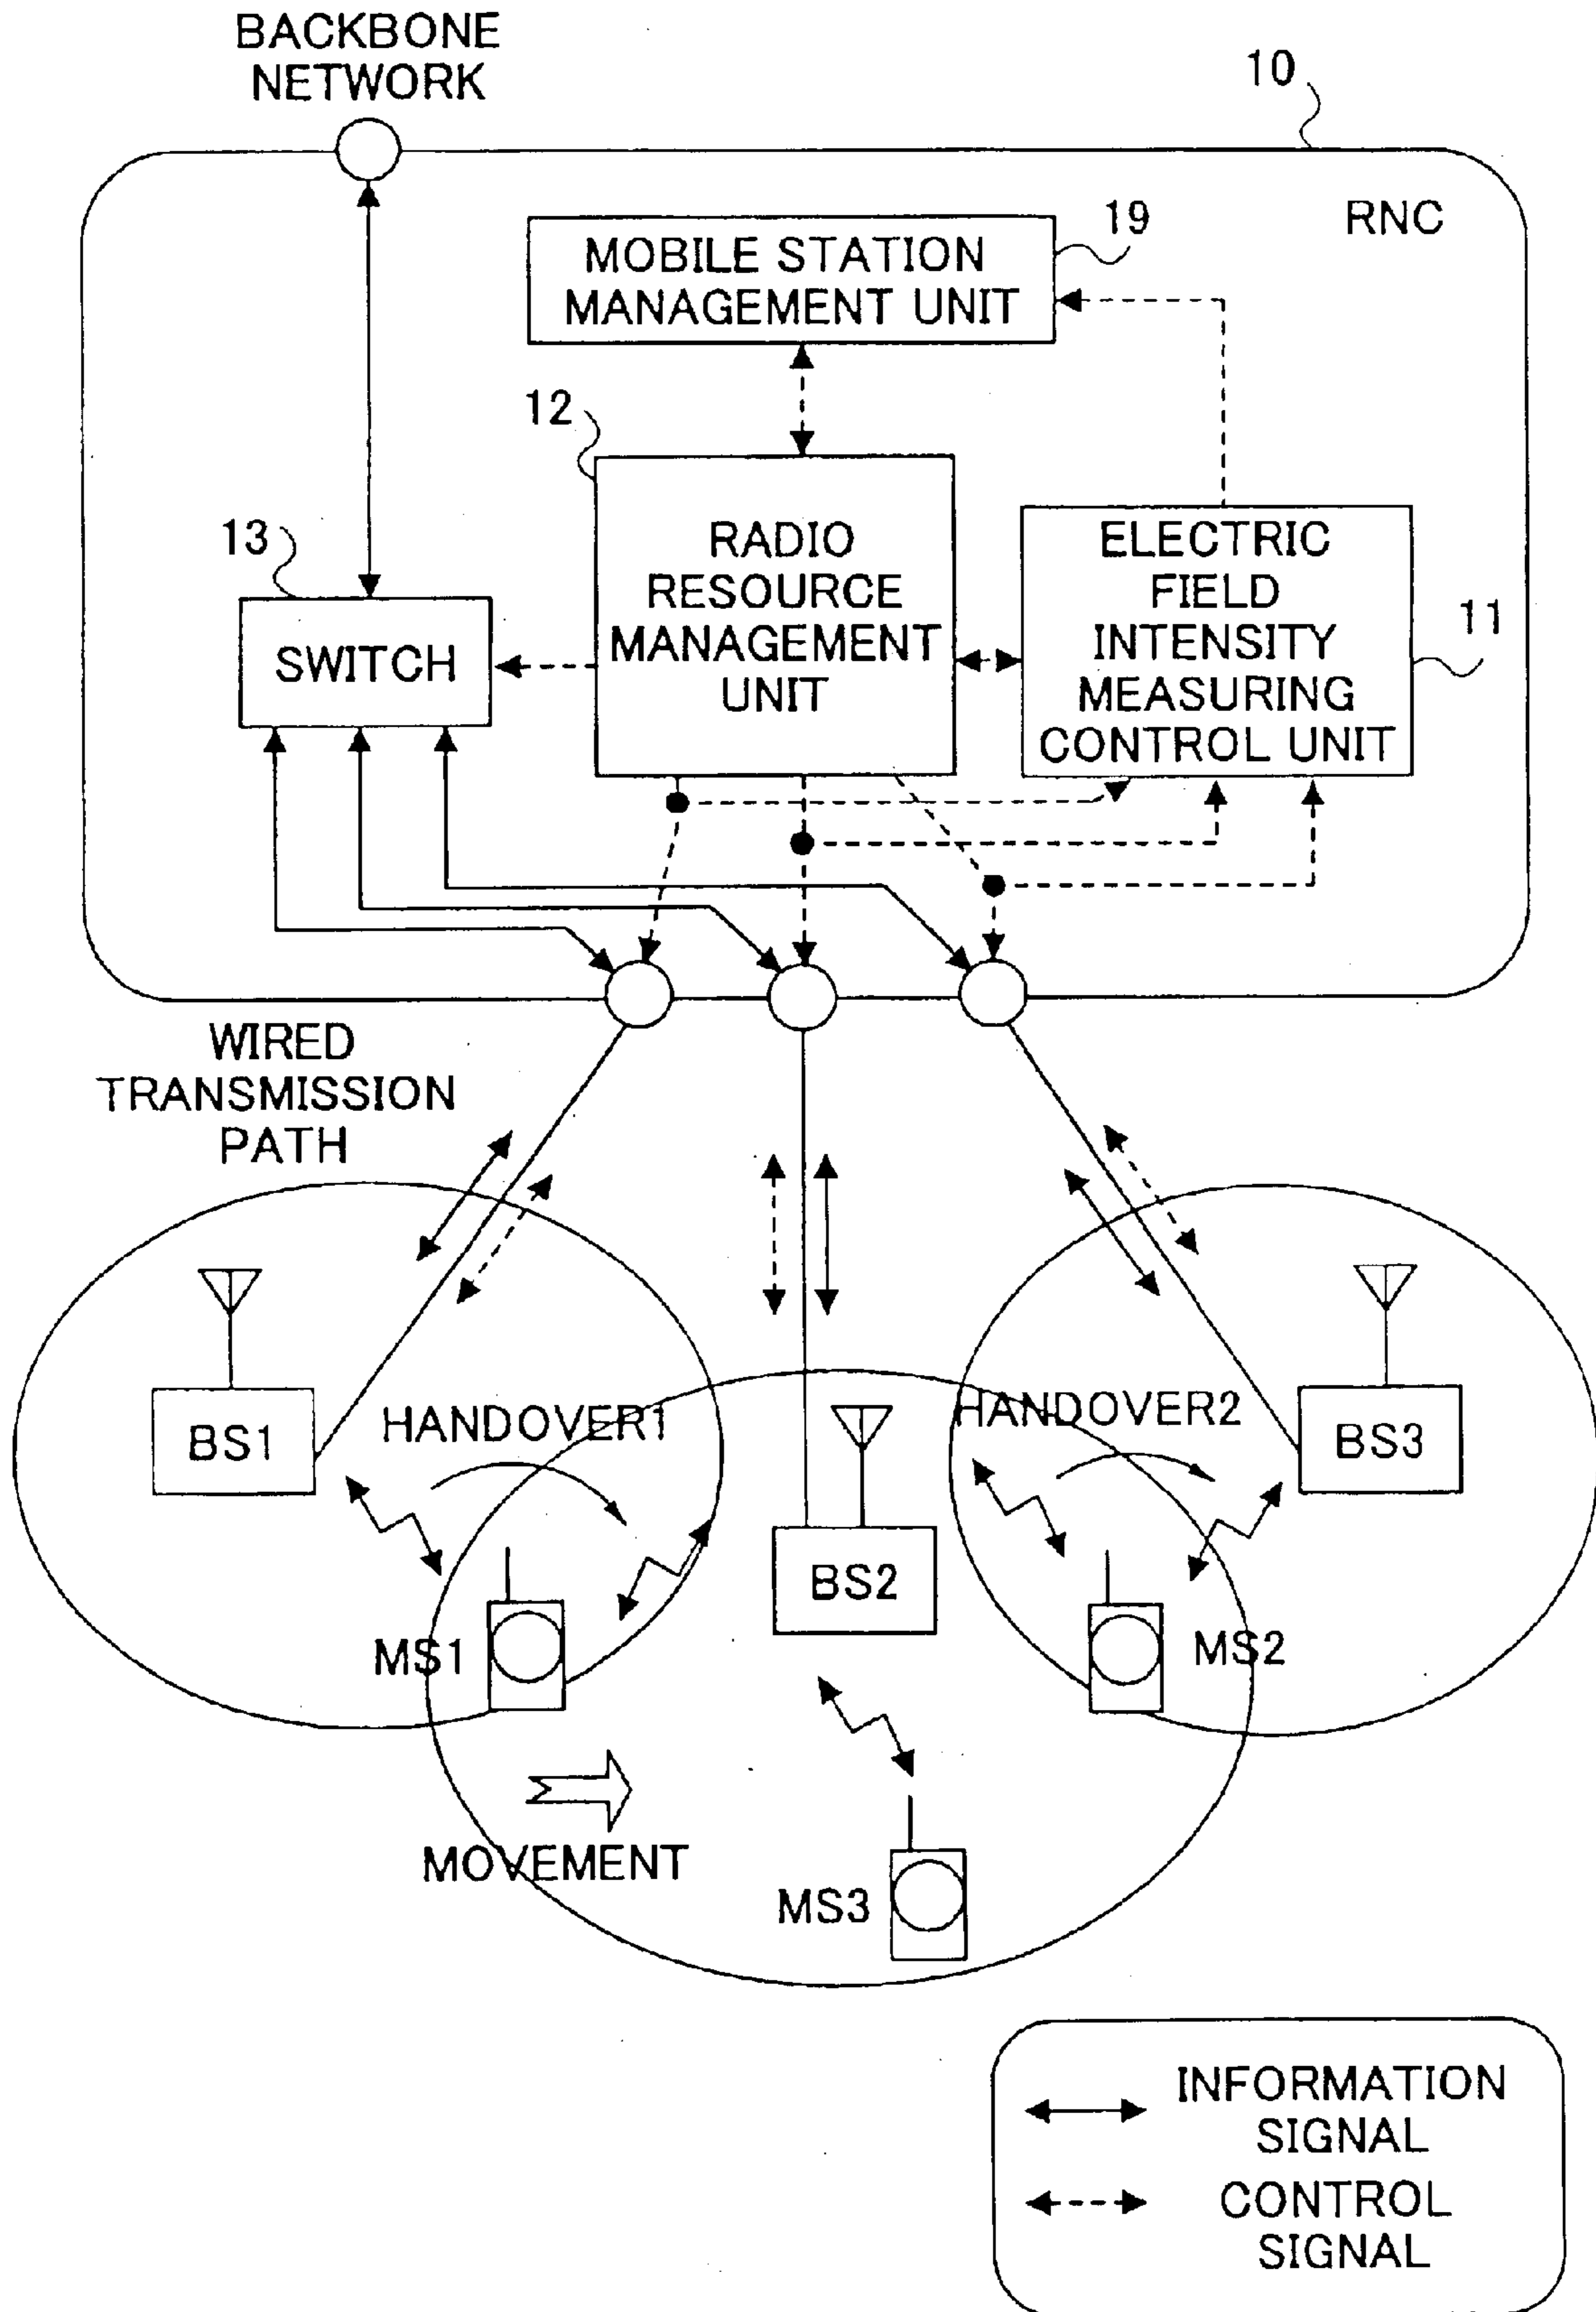 BACKBONE
NETWORK
10
RNC
19
MOBILE STATION
MANAGEMENT UNIT
12
13
RADIO
RESOURCE
MANAGEMENT
UNIT
ELECTRIC
FIELD
INTENSITY
MEASURING
CONTROL UNIT
11
SWITCH
WIRED
TRANSMISSION
PATH
HANDOVER1
HANDOVER2
BS1
BS2
BS3
MS1
MS2
MOVEMENT
MS3
INFORMATION
SIGNAL
CONTROL
SIGNAL